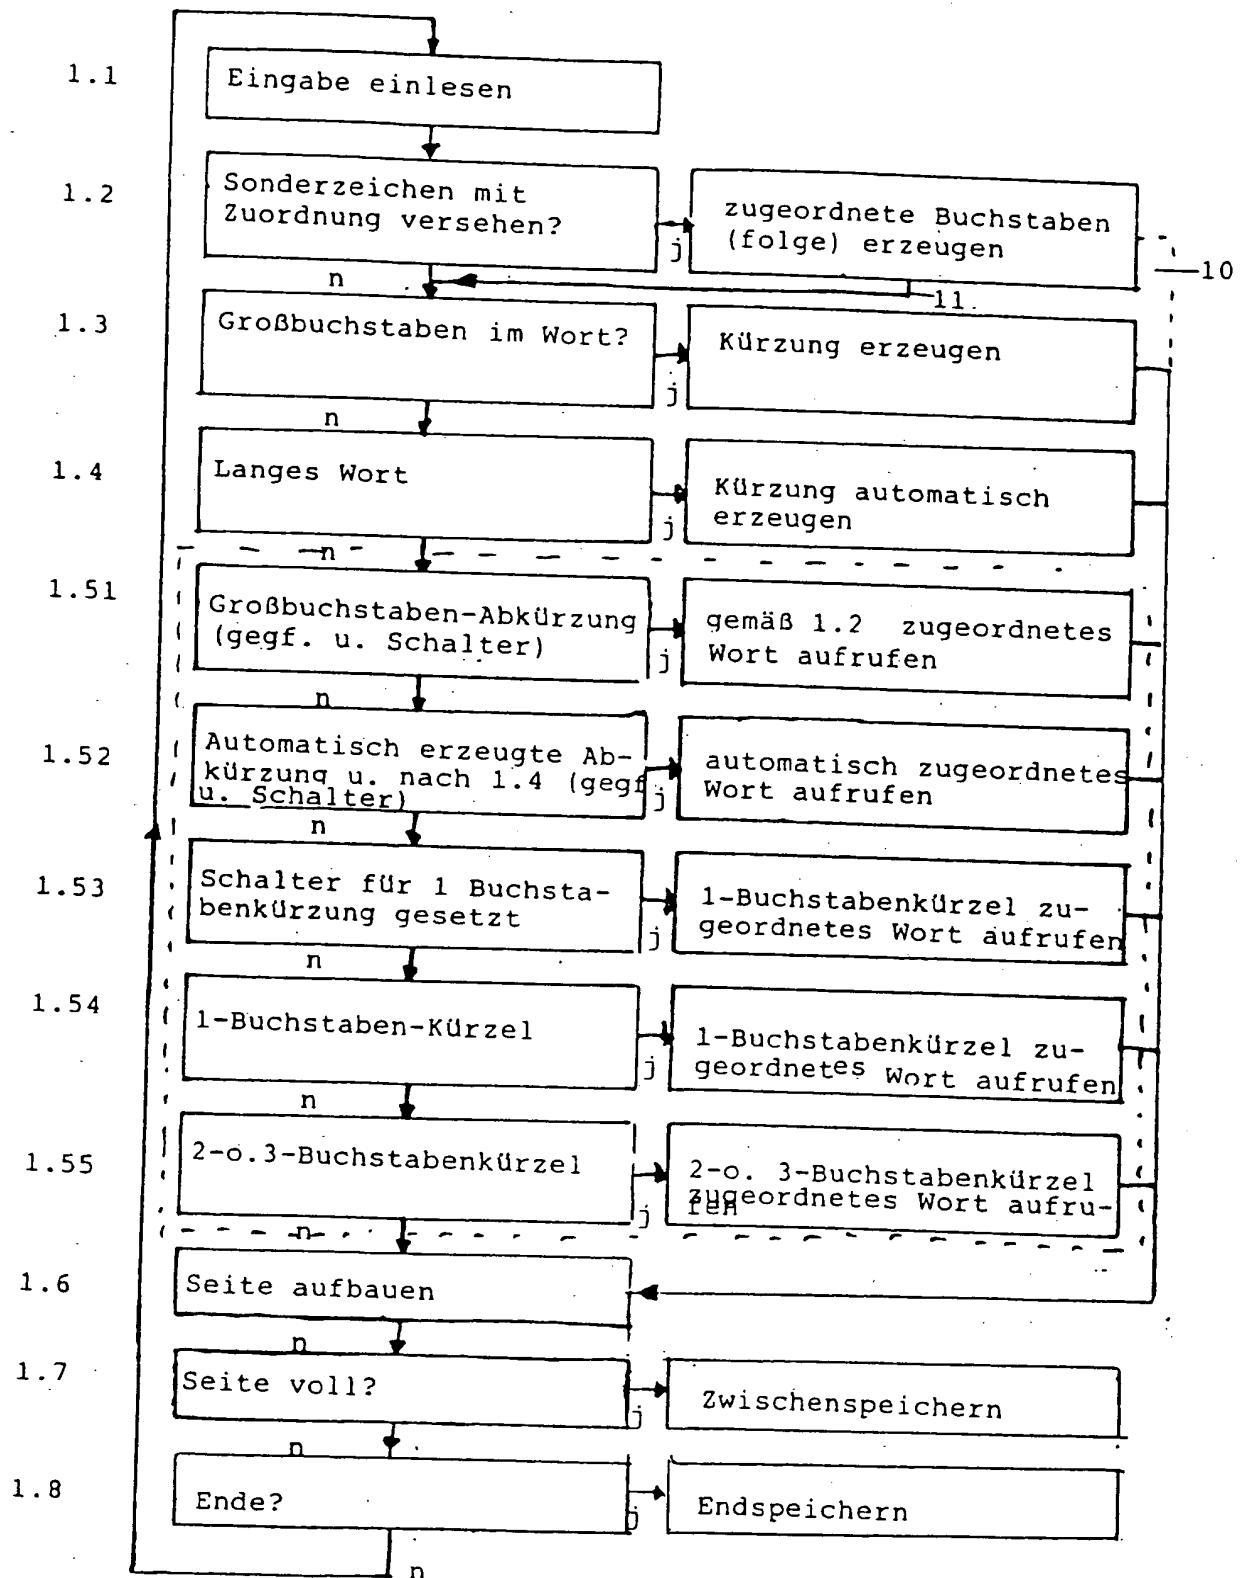 1.1
Eingabe einlesen
1.2
Sonderzeichen mit
Zuordnung versehen?
j
zugeordnete Buchstaben
(folge) erzeugen
10
n
11.
1.3
Großbuchstaben im Wort?
j
Kürzung erzeugen
n
1.4
Langes Wort
j
Kürzung automatisch
erzeugen
n
1.51
Großbuchstaben-Abkürzung
(gegf. u. Schalter)
j
gemäß 1.2 zugeordnetes
Wort aufrufen
n
1.52
Automatisch erzeugte Ab-
kürzung u. nach 1.4 (gegf
u. Schalter)
j
automatisch zugeordnetes
Wort aufrufen
n
1.53
Schalter für 1 Buchsta-
benkürzung gesetzt
j
1-Buchstabenkürzel zu-
geordnetes Wort aufrufen
n
1.54
1-Buchstaben-Kürzel
j
1-Buchstabenkürzel zu-
geordnetes Wort aufrufen
n
1.55
2-o.3-Buchstabenkürzel
j
2-o. 3-Buchstabenkürzel
zugeordnetes Wort aufru-
fen
n
1.6
Seite aufbauen
n
1.7
Seite voll?
j
Zwischenspeichern
n
1.8
Ende?
j
Endspeichern
n